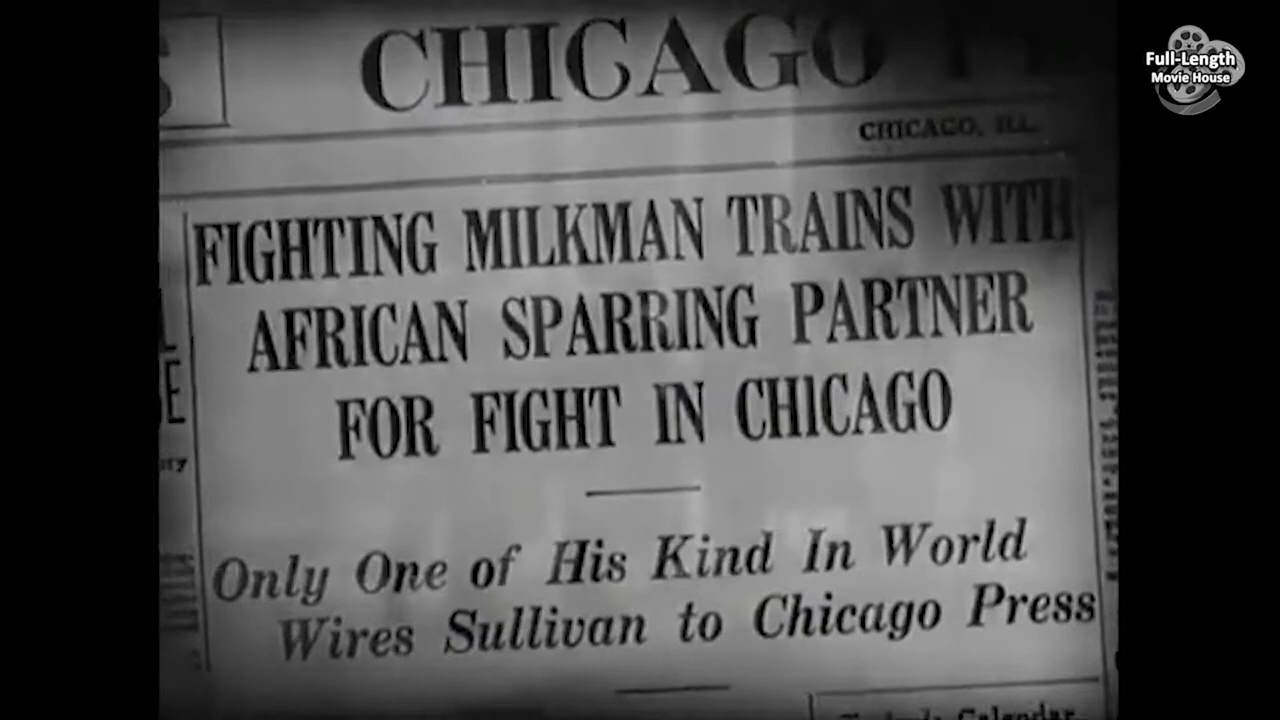 Full-Length
Movie House
CHICAGO
CHICAGO, ILL.
FIGHTING MILKMAN TRAINS WITH
AFRICAN SPARRING PARTNER
FOR FIGHT IN CHICAGO
Only One of His Kind In World
Wires Sullivan to Chicago Press
Calendar